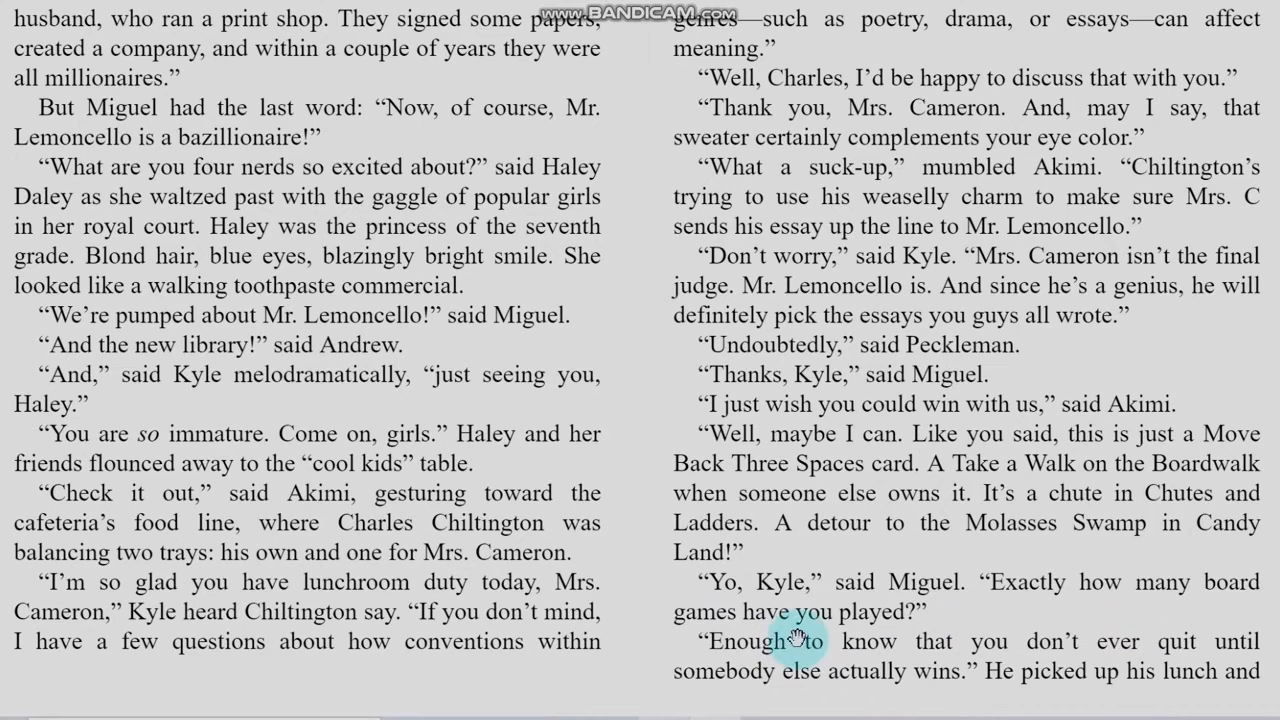 www.BANDICAM.com
husband, who ran a print shop. They signed some papers,
created a company, and within a couple of years they were
all millionaires.”
But Miguel had the last word: “Now, of course, Mr.
Lemoncello is a bazillionaire!”
“What are you four nerds so excited about?” said Haley
Daley as she waltzed past with the gaggle of popular girls
in her royal court. Haley was the princess of the seventh
grade. Blond hair, blue eyes, blazingly bright smile. She
looked like a walking toothpaste commercial.
“We’re pumped about Mr. Lemoncello!” said Miguel.
“And the new library!” said Andrew.
“And,” said Kyle melodramatically, “just seeing you,
Haley.”
“You are so immature. Come on, girls.” Haley and her
friends flounced away to the “cool kids” table.
“Check it out,” said Akimi, gesturing toward the
cafeteria’s food line, where Charles Chiltington was
balancing two trays: his own and one for Mrs. Cameron.
“I’m so glad you have lunchroom duty today, Mrs.
Cameron,” Kyle heard Chiltington say. “If you don’t mind,
I have a few questions about how conventions within
genres—such as poetry, drama, or essays—can affect
meaning.”
“Well, Charles, I’d be happy to discuss that with you.”
“Thank you, Mrs. Cameron. And, may I say, that
sweater certainly complements your eye color.”
“What a suck-up,” mumbled Akimi. “Chiltington’s
trying to use his weaselly charm to make sure Mrs. C
sends his essay up the line to Mr. Lemoncello.”
“Don’t worry,” said Kyle. “Mrs. Cameron isn’t the final
judge. Mr. Lemoncello is. And since he’s a genius, he will
definitely pick the essays you guys all wrote.”
“Undoubtedly,” said Peckleman.
“Thanks, Kyle,” said Miguel.
“I just wish you could win with us,” said Akimi.
“Well, maybe I can. Like you said, this is just a Move
Back Three Spaces card. A Take a Walk on the Boardwalk
when someone else owns it. It’s a chute in Chutes and
Ladders. A detour to the Molasses Swamp in Candy
Land!”
“Yo, Kyle,” said Miguel. “Exactly how many board
games have you played?”
“Enough to know that you don’t ever quit until
somebody else actually wins.” He picked up his lunch and